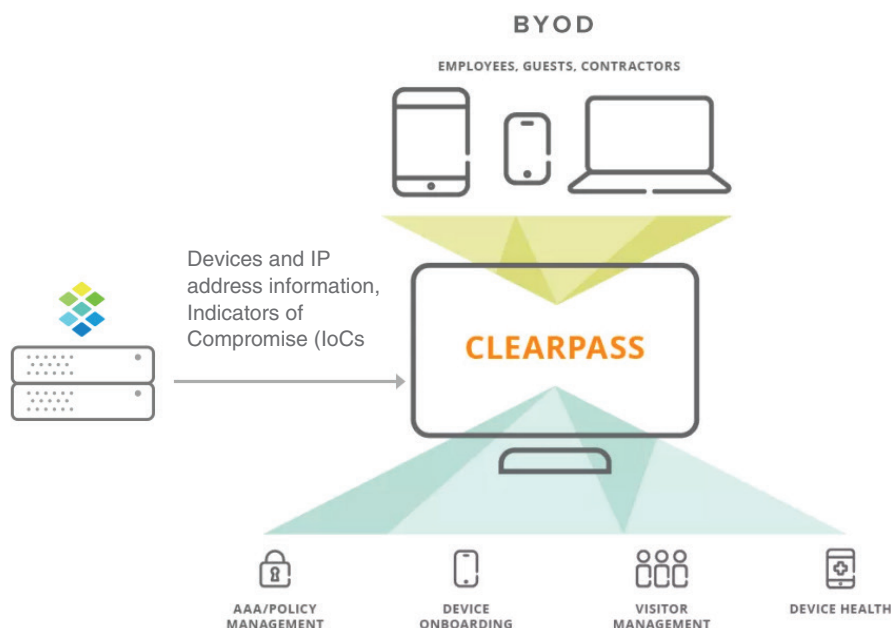 BYOD
EMPLOYEES, GUESTS, CONTRACTORS
Devices and IP
address information,
Indicators of
Compromise (IoCs
CLEARPASS
AAA/POLICY
MANAGEMENT
DEVICE
ONBOARDING
VISITOR
MANAGEMENT
DEVICE HEALTH